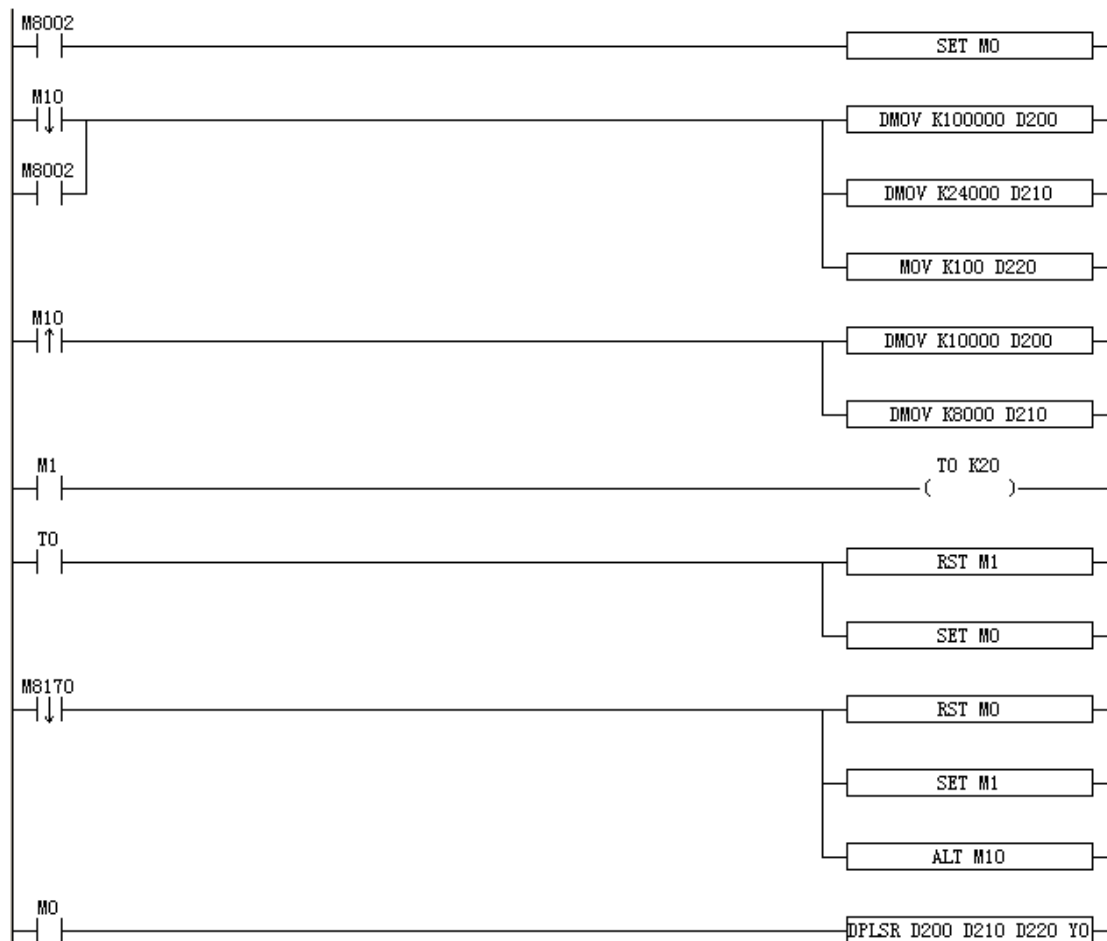 M8002
SET M0
M10
DMOV K100000 D200
M8002
DMOV K24000 D210
MOV K100 D220
M10
DMOV K10000 D200
DMOV K8000 D210
M1
T0 K20
( )
T0
RST M1
SET M0
M8170
RST M0
SET M1
ALT M10
M0
DPLSR D200 D210 D220 Y0